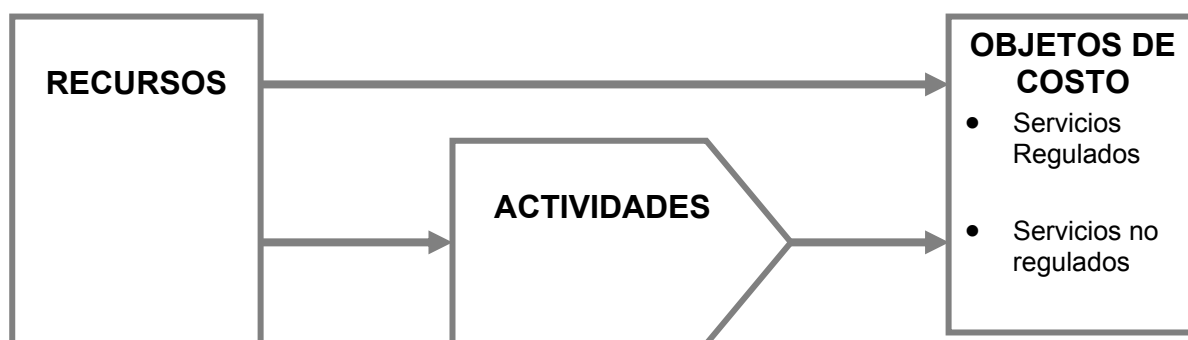 RECURSOS
ACTIVIDADES
OBJETOS DE
COSTO
• Servicios
Regulados
• Servicios no
regulados